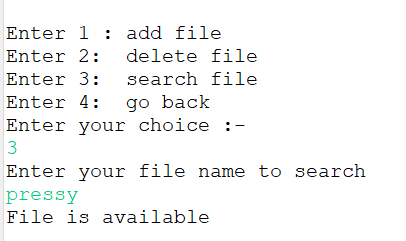 Enter 1 : add file
Enter 2:  delete file
Enter 3:  search file
Enter 4:  go back
Enter your choice :-
3
Enter your file name to search
pressy
File is available